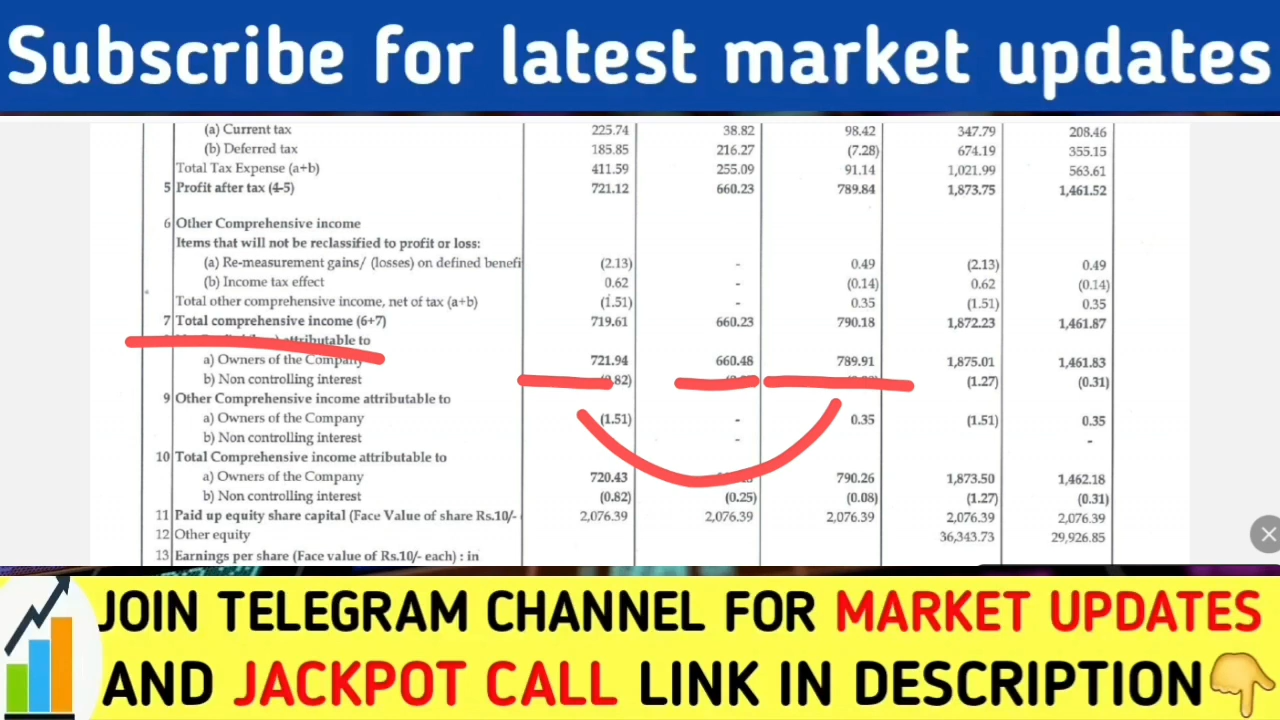 Subscribe for latest market updates
(a) Current tax 225.74 38.82 98.42 347.79 208.46
(b) Deferred tax 185.85 216.27 (7.28) 674.19 355.15
Total Tax Expense (a+b) 411.59 255.09 91.14 1,021.99 563.61
5 Profit after tax (4-5) 721.12 660.23 789.84 1,873.75 1,461.52
6 Other Comprehensive income
Items that will not be reclassified to profit or loss:
(a) Re-measurement gains/ (losses) on defined benefi (2.13) - 0.49 (2.13) 0.49
(b) Income tax effect 0.62 - (0.14) 0.62 (0.14)
Total other comprehensive income, net of tax (a+b) (1.51) - 0.35 (1.51) 0.35
7 Total comprehensive income (6+7) 719.61 660.23 790.18 1,872.23 1,461.87
attributable to
a) Owners of the Company 721.94 660.48 789.91 1,875.01 1,461.83
b) Non controlling interest (1.27) (0.31)
9 Other Comprehensive income attributable to
a) Owners of the Company (1.51) - 0.35 (1.51) 0.35
b) Non controlling interest - -
10 Total Comprehensive income attributable to
a) Owners of the Company 720.43 790.26 1,873.50 1,462.18
b) Non controlling interest (0.82) (0.25) (0.08) (1.27) (0.31)
11 Paid up equity share capital (Face Value of share Rs.10/- 2,076.39 2,076.39 2,076.39 2,076.39 2,076.39
12 Other equity 36,343.73 29,926.85
13 Earnings per share (Face value of Rs.10/- each) : in
JOIN TELEGRAM CHANNEL FOR MARKET UPDATES
AND JACKPOT CALL LINK IN DESCRIPTION